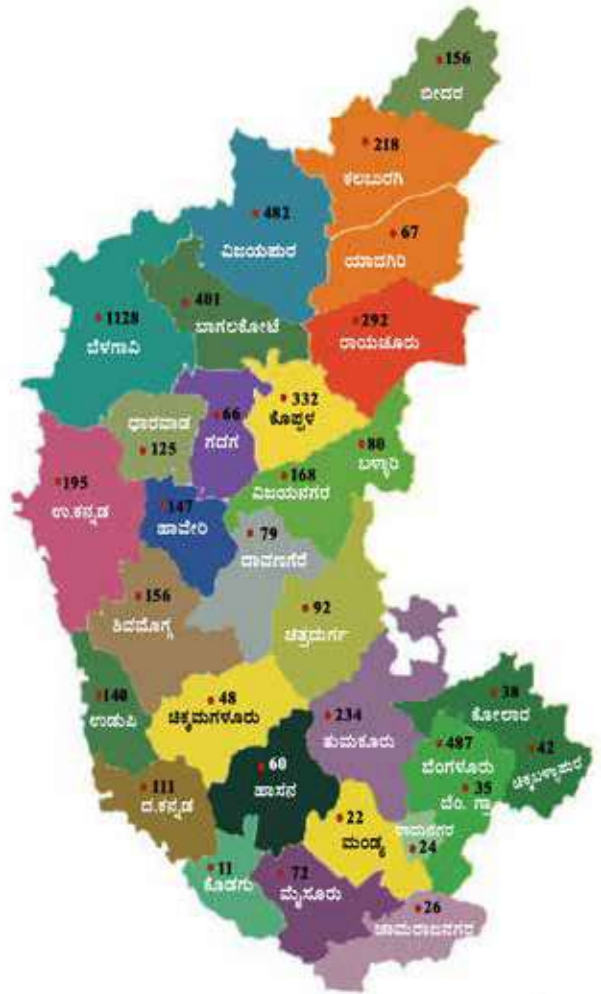 156
ಬೀದರ
218
ಕಲಬುರಗಿ
482
ವಿಜಯಪುರ
67
ಯಾದಗಿರಿ
401
ಬಾಗಲಕೋಟೆ
1128
ಬೆಳಗಾವಿ
292
ರಾಯಚೂರು
332
ಕೊಪ್ಪಳ
66
ಗದಗ
ಧಾರವಾಡ
125
80
ಬಳ್ಳಾರಿ
168
ವಿಜಯನಗರ
195
ಉ.ಕನ್ನಡ
147
ಹಾವೇರಿ
79
ದಾವಣಗೆರೆ
156
ಶಿವಮೊಗ್ಗ
92
ಚಿತ್ರದುರ್ಗ
140
ಉಡುಪಿ
48
ಚಿಕ್ಕಮಗಳೂರು
234
ತುಮಕೂರು
38
ಕೋಲಾರ
487
ಬೆಂಗಳೂರು
42
ಚಿಕ್ಕಬಳ್ಳಾಪುರ
60
ಹಾಸನ
35
ಬೆಂ. ಗ್ರಾ
111
ದ.ಕನ್ನಡ
22
ಮಂಡ್ಯ
ರಾಮನಗರ
24
11
ಕೊಡಗು
72
ಮೈಸೂರು
26
ಚಾಮರಾಜನಗರ